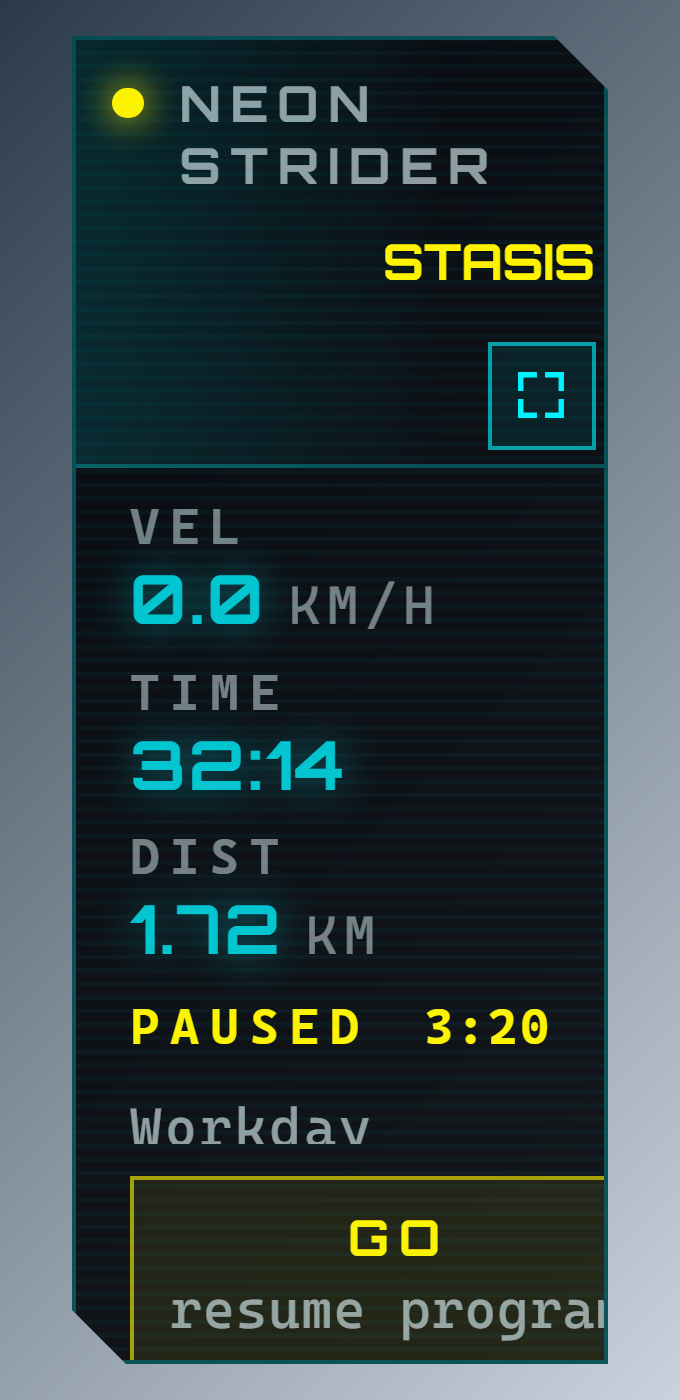 NEON
STRIDER
STASIS
VEL
0.0 KM/H
TIME
32:14
DIST
1.72 KM
PAUSED 3:20
Workday
GO
resume